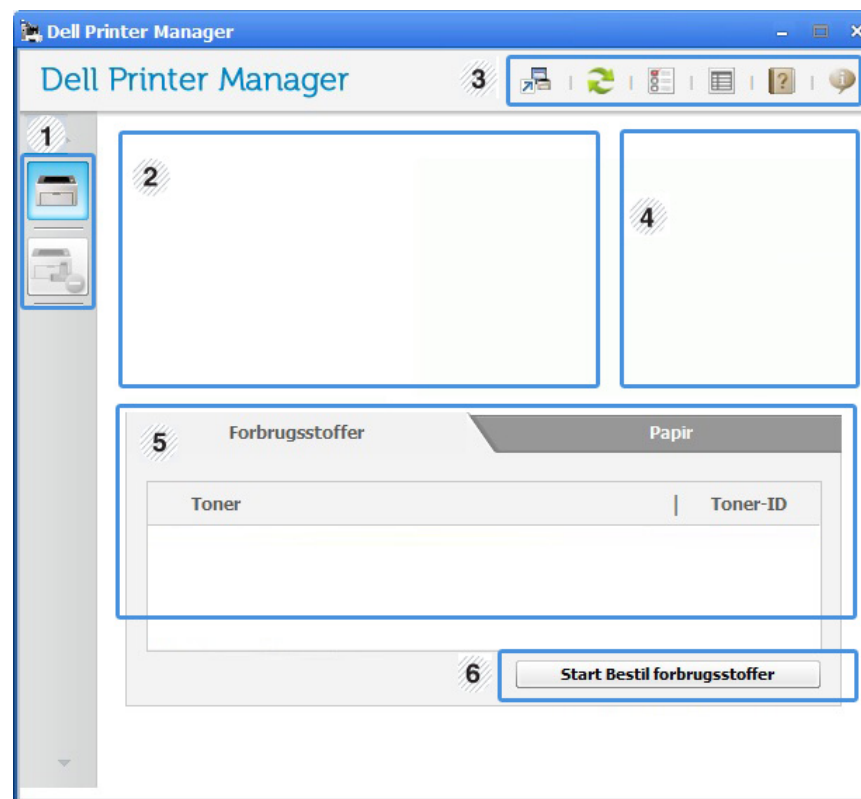 Dell Printer Manager
Dell Printer Manager
3
1
2
4
5
Forbrugsstoffer
Papir
Toner | Toner-ID
6
Start Bestil forbrugsstoffer